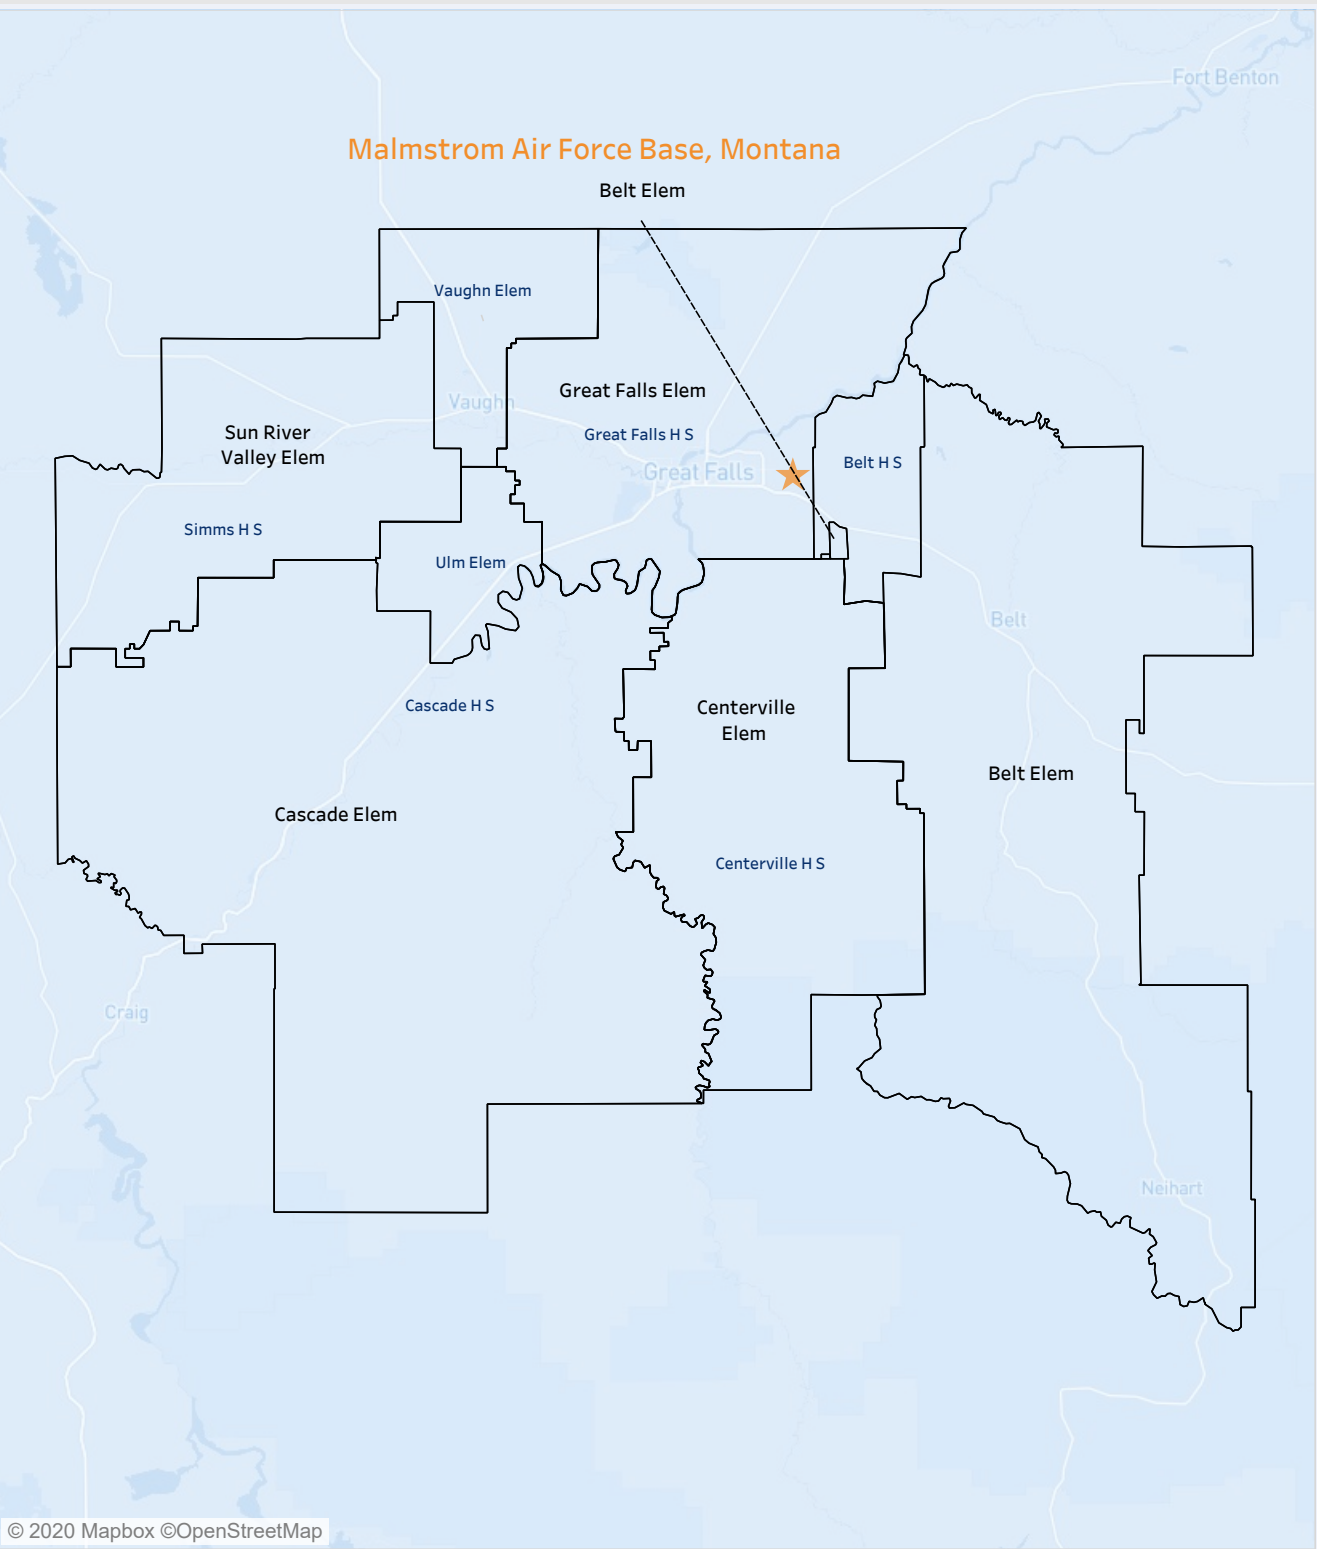 Fort Benton
Malmstrom Air Force Base, Montana
Belt Elem
Vaughn Elem
Great Falls Elem
Vaughn
Sun River
Valley Elem
Great Falls H S
Belt H S
Great Falls
Simms H S
Ulm Elem
Belt
Cascade H S
Centerville
Elem
Belt Elem
Cascade Elem
Centerville H S
Craig
Neihart
© 2020 Mapbox ©OpenStreetMap